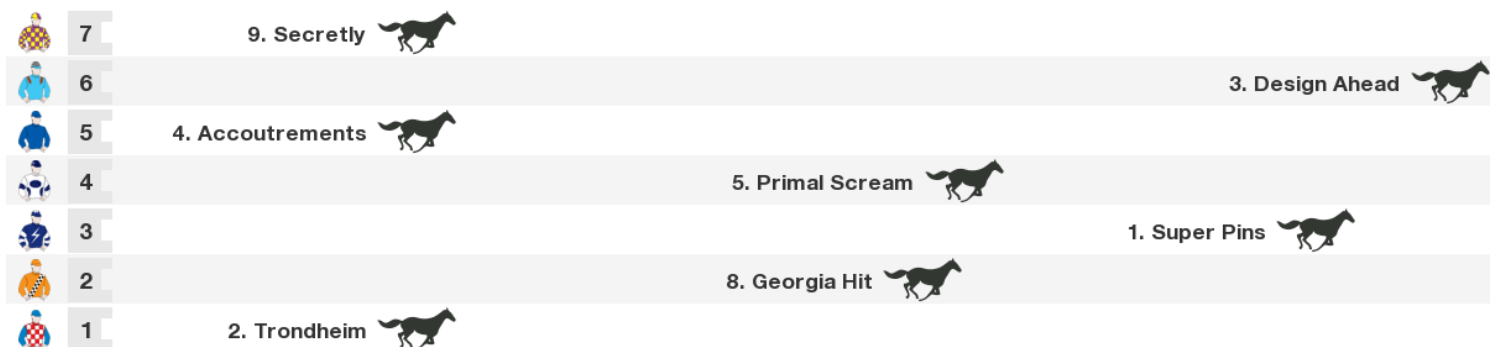 7 9. Secretly
6 3. Design Ahead
5 4. Accoutrements
4 5. Primal Scream
3 1. Super Pins
2 8. Georgia Hit
1 2. Trondheim